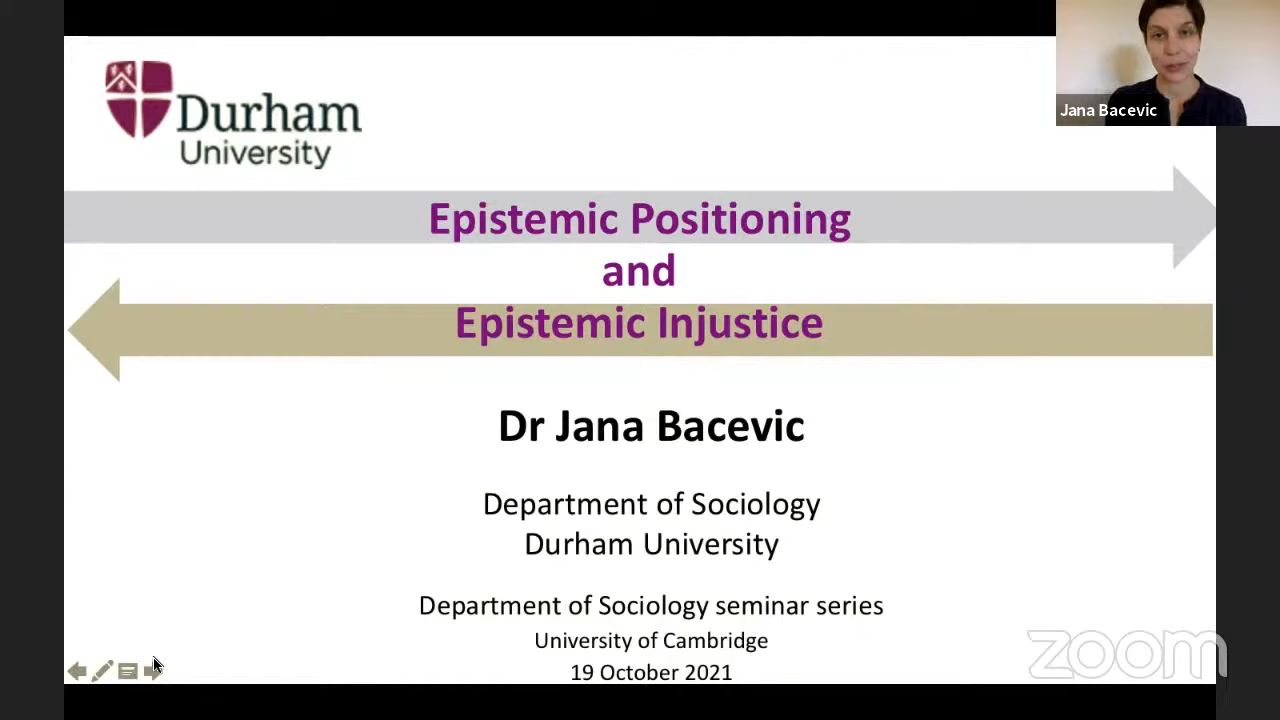 Durham
University
Jana Bacevic
Epistemic Positioning
and
Epistemic Injustice
Dr Jana Bacevic
Department of Sociology
Durham University
Department of Sociology seminar series
University of Cambridge
19 October 2021
zoom